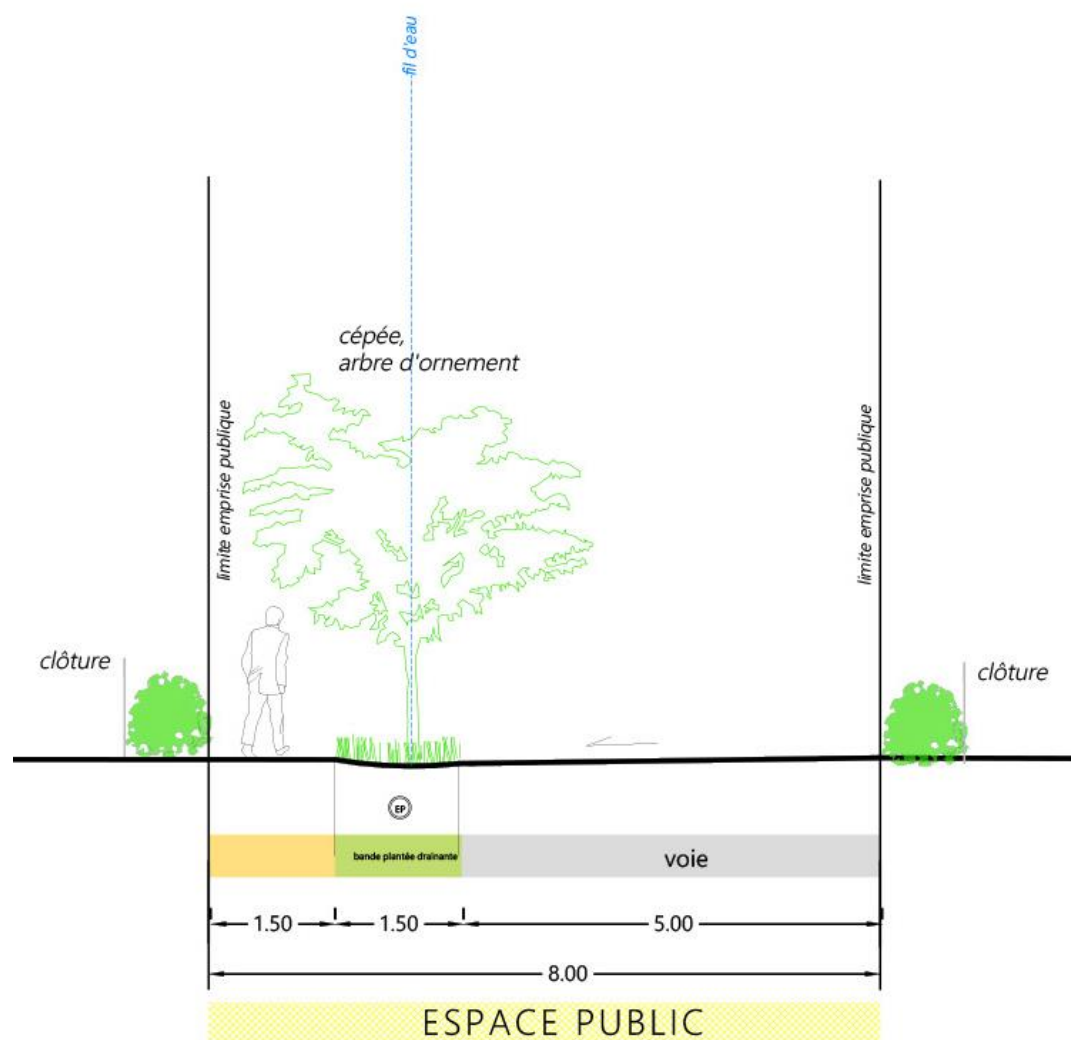 fil d'eau
cépée,
arbre d'ornement
limite emprise publique
limite emprise publique
clôture
clôture
EP
bande plantée drainante
voie
1.50
1.50
5.00
8.00
ESPACE PUBLIC